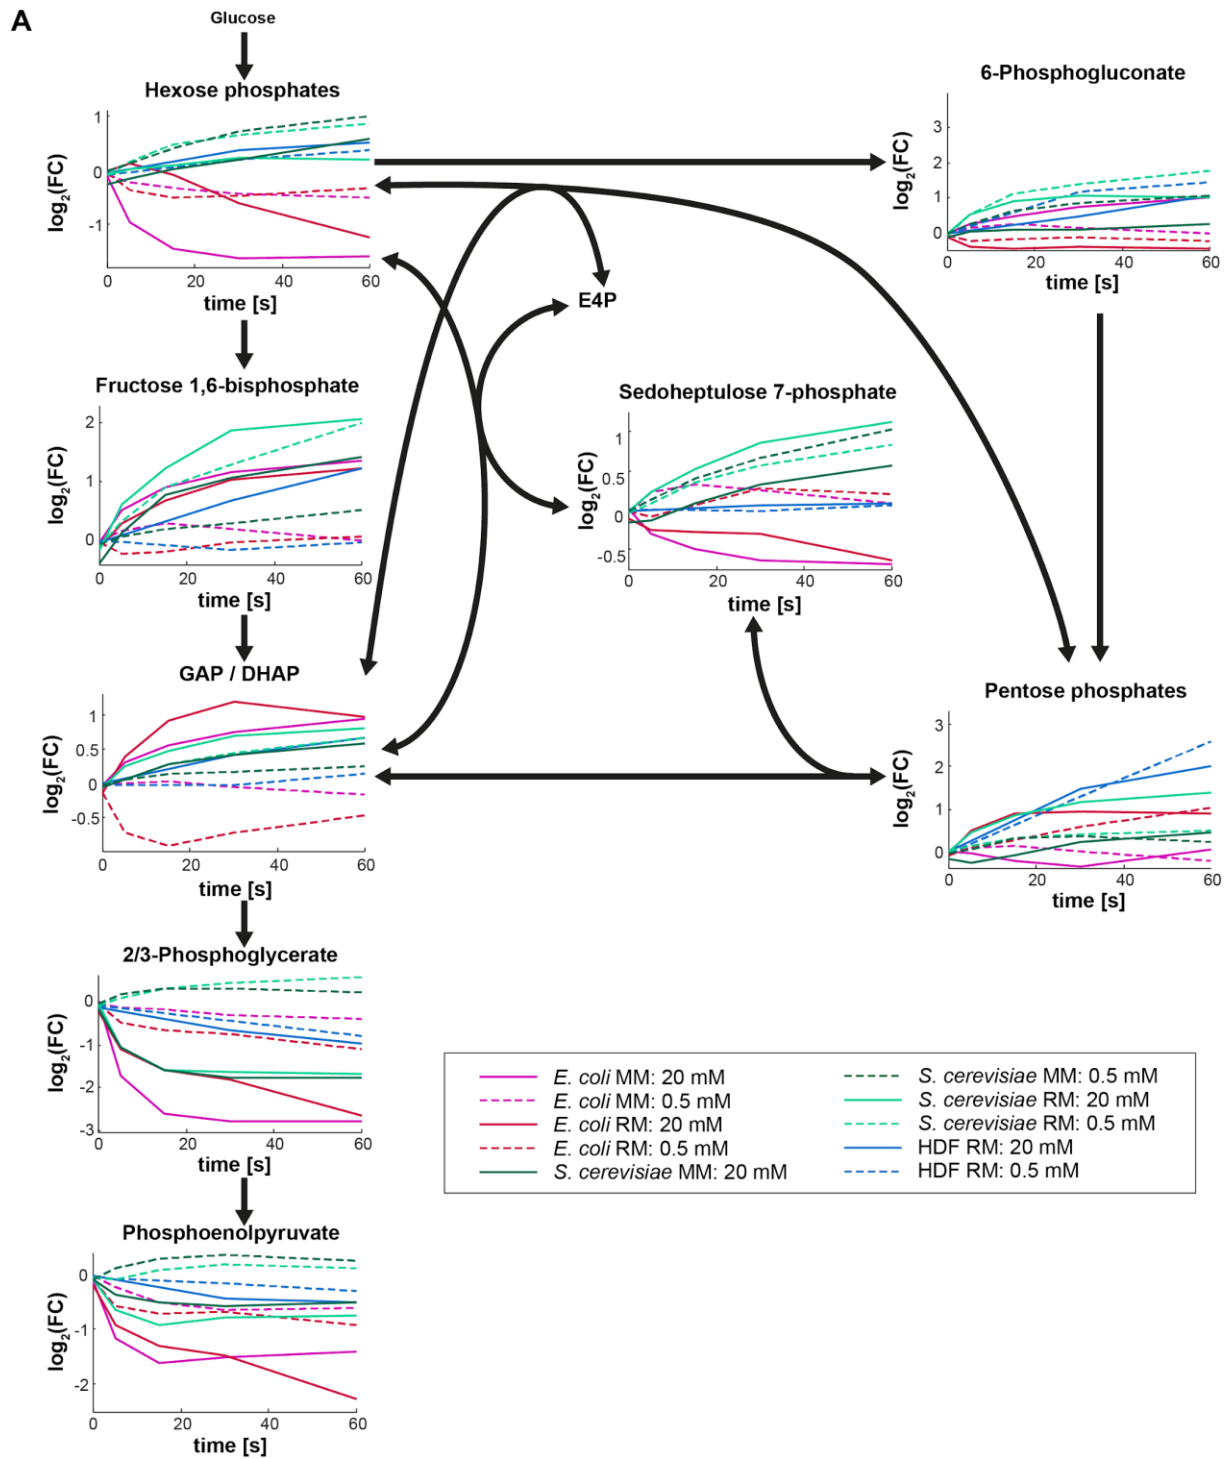 A
Glucose
Hexose phosphates
log2(FC)
1
0
-1
0 20 40 60
time [s]
6-Phosphogluconate
log2(FC)
3
2
1
0
0 20 40 60
time [s]
E4P
Fructose 1,6-bisphosphate
log2(FC)
2
1
0
0 20 40 60
time [s]
Sedoheptulose 7-phosphate
log2(FC)
1
0.5
0
-0.5
0 20 40 60
time [s]
GAP / DHAP
log2(FC)
1
0.5
0
-0.5
0 20 40 60
time [s]
Pentose phosphates
log2(FC)
3
2
1
0
0 20 40 60
time [s]
2/3-Phosphoglycerate
log2(FC)
0
-1
-2
-3
0 20 40 60
time [s]
Phosphoenolpyruvate
log2(FC)
0
-1
-2
0 20 40 60
time [s]
E. coli MM: 20 mM
E. coli MM: 0.5 mM
E. coli RM: 20 mM
E. coli RM: 0.5 mM
S. cerevisiae MM: 20 mM
S. cerevisiae MM: 0.5 mM
S. cerevisiae RM: 20 mM
S. cerevisiae RM: 0.5 mM
HDF RM: 20 mM
HDF RM: 0.5 mM